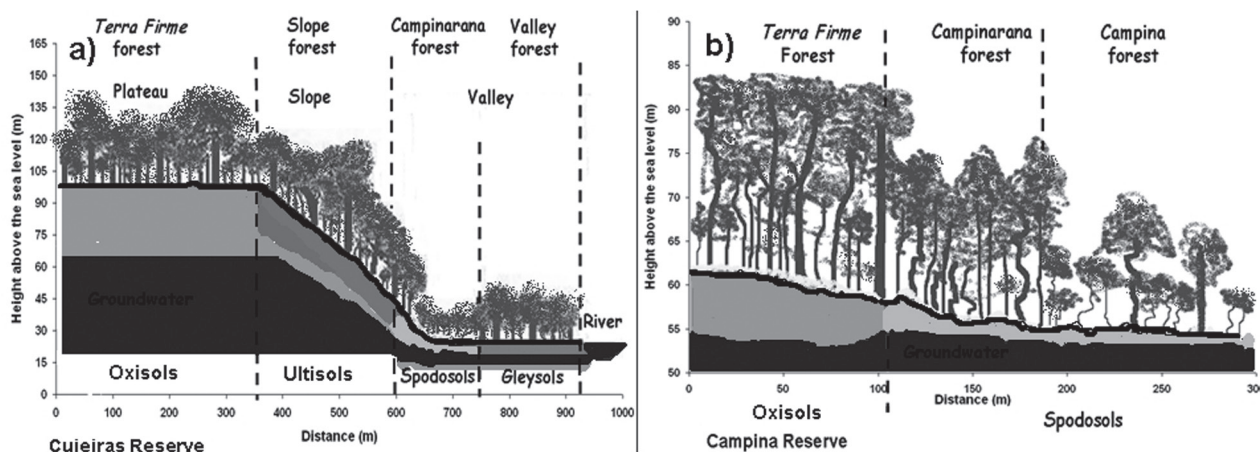 a)
Terra Firme forest
Slope forest
Campinarana forest
Valley forest
Plateau
Slope
Valley
Height above the sea level (m)
165
150
135
120
105
90
75
60
45
30
15
0
Groundwater
River
Oxisols
Ultisols
Spodosols
Gleysols
0 100 200 300 400 500 600 700 800 900 1000
Distance (m)
Cuieiras Reserve
b)
Terra Firme Forest
Campinarana forest
Campina forest
Height above the sea level (m)
90
85
80
75
70
65
60
55
50
Groundwater
0 50 100 150 200 250 300
Distance (m)
Oxisols
Spodosols
Campina Reserve